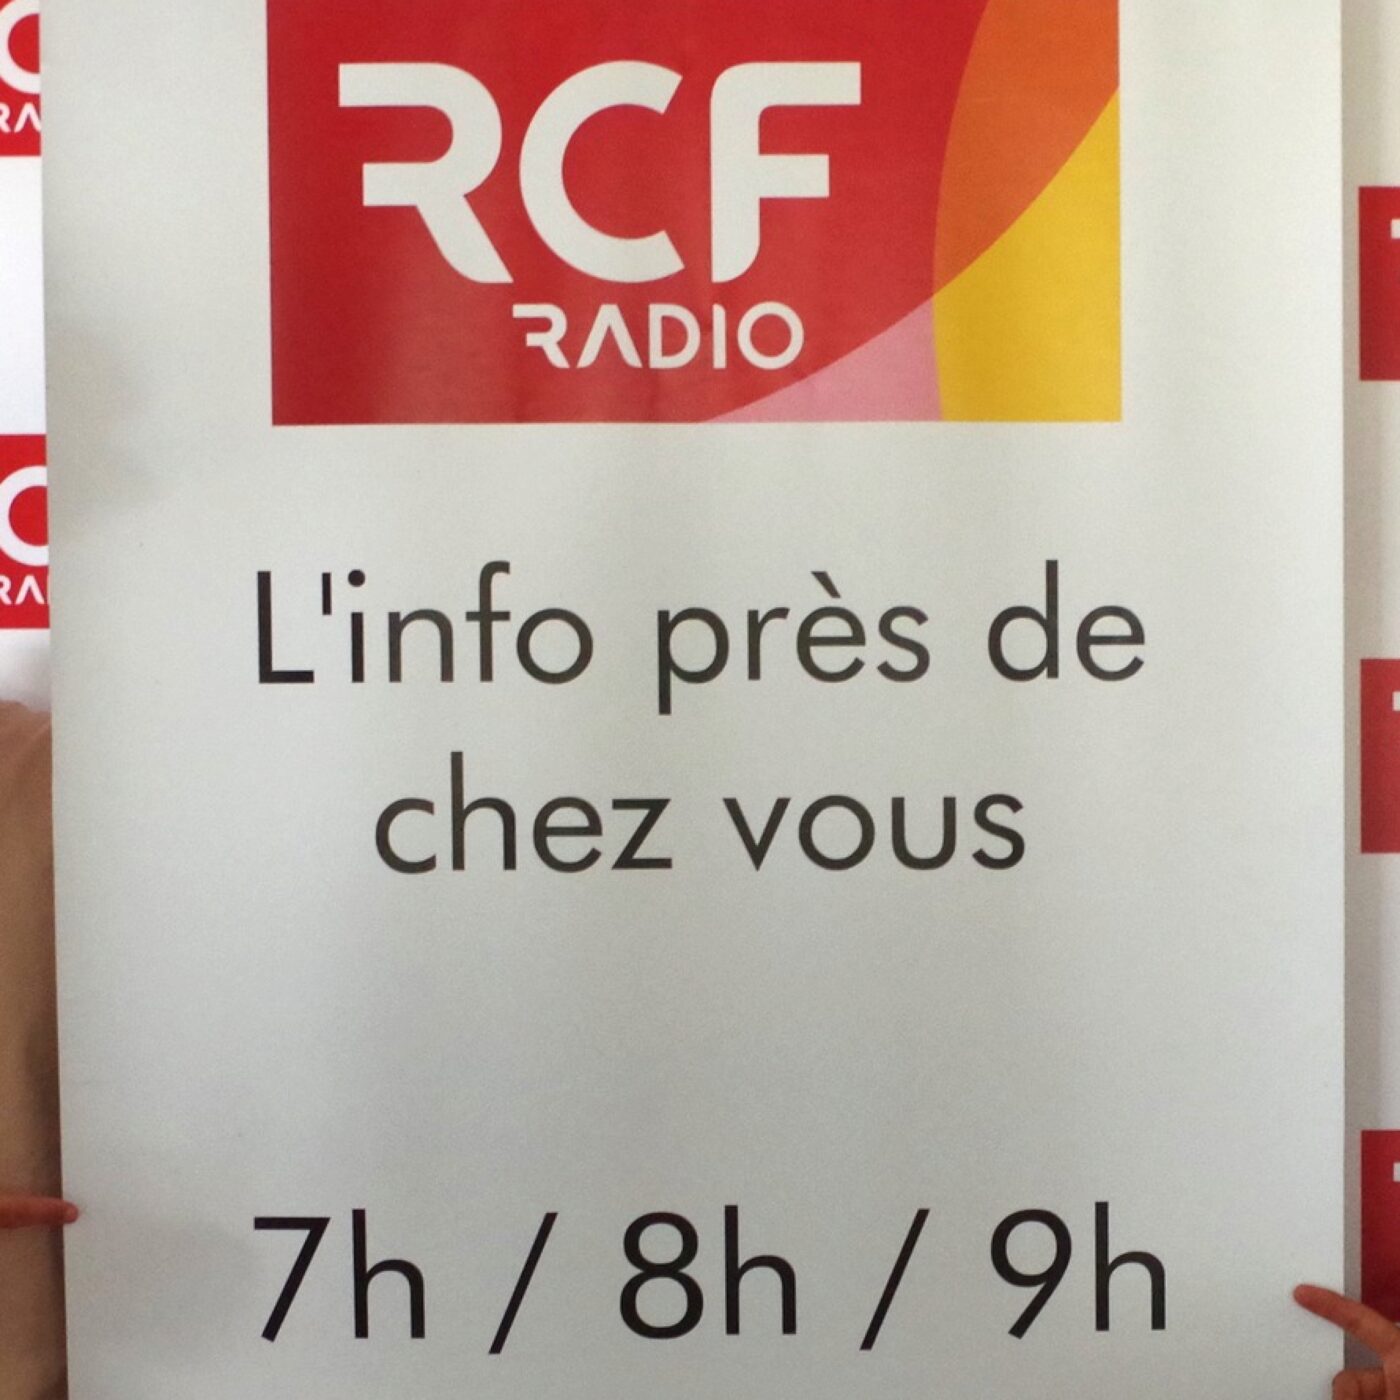 RCF
RADIO
L'info près de
chez vous
7h / 8h / 9h